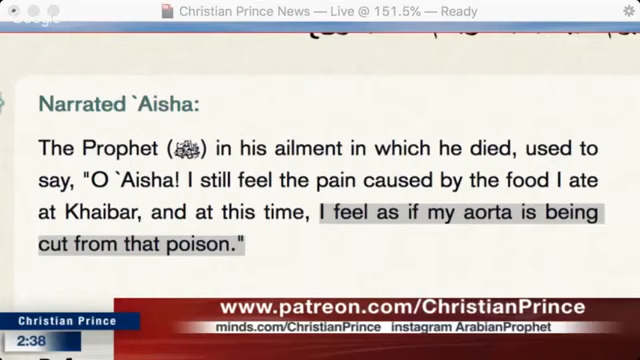 Christian Prince News — Live @ 151.5% — Ready
Google
Narrated `Aisha:
The Prophet (ﷺ) in his ailment in which he died, used to
say, "O `Aisha! I still feel the pain caused by the food I ate
at Khaibar, and at this time, I feel as if my aorta is being
cut from that poison."
www.patreon.com/ChristianPrince
Christian Prince
minds.com/ChristianPrince instagram ArabianProphet
2:38